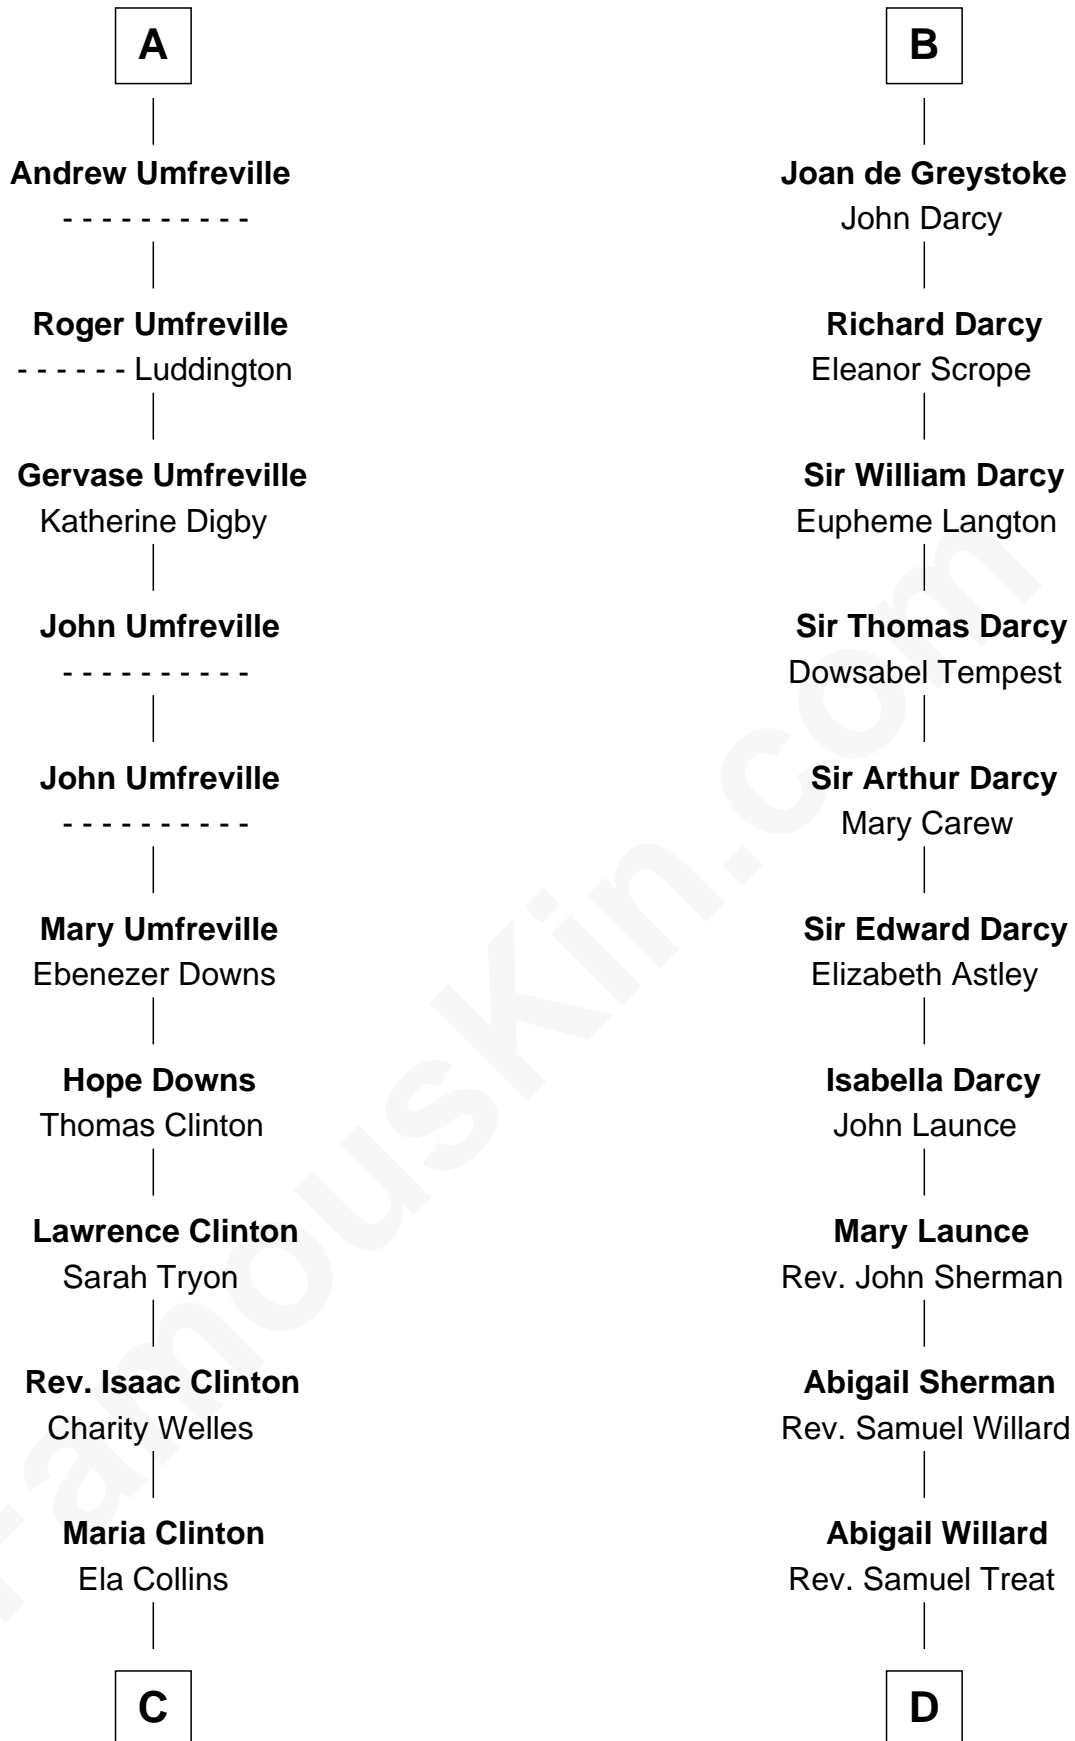 A
Andrew Umfreville
- - - - - - - - - -
Roger Umfreville
- - - - - - Luddington
Gervase Umfreville
Katherine Digby
John Umfreville
- - - - - - - - - -
John Umfreville
- - - - - - - - - -
Mary Umfreville
Ebenezer Downs
Hope Downs
Thomas Clinton
Lawrence Clinton
Sarah Tryon
Rev. Isaac Clinton
Charity Welles
Maria Clinton
Ela Collins
C
B
Joan de Greystoke
John Darcy
Richard Darcy
Eleanor Scrope
Sir William Darcy
Eupheme Langton
Sir Thomas Darcy
Dowsabel Tempest
Sir Arthur Darcy
Mary Carew
Sir Edward Darcy
Elizabeth Astley
Isabella Darcy
John Launce
Mary Launce
Rev. John Sherman
Abigail Sherman
Rev. Samuel Willard
Abigail Willard
Rev. Samuel Treat
D
FamousKin.com